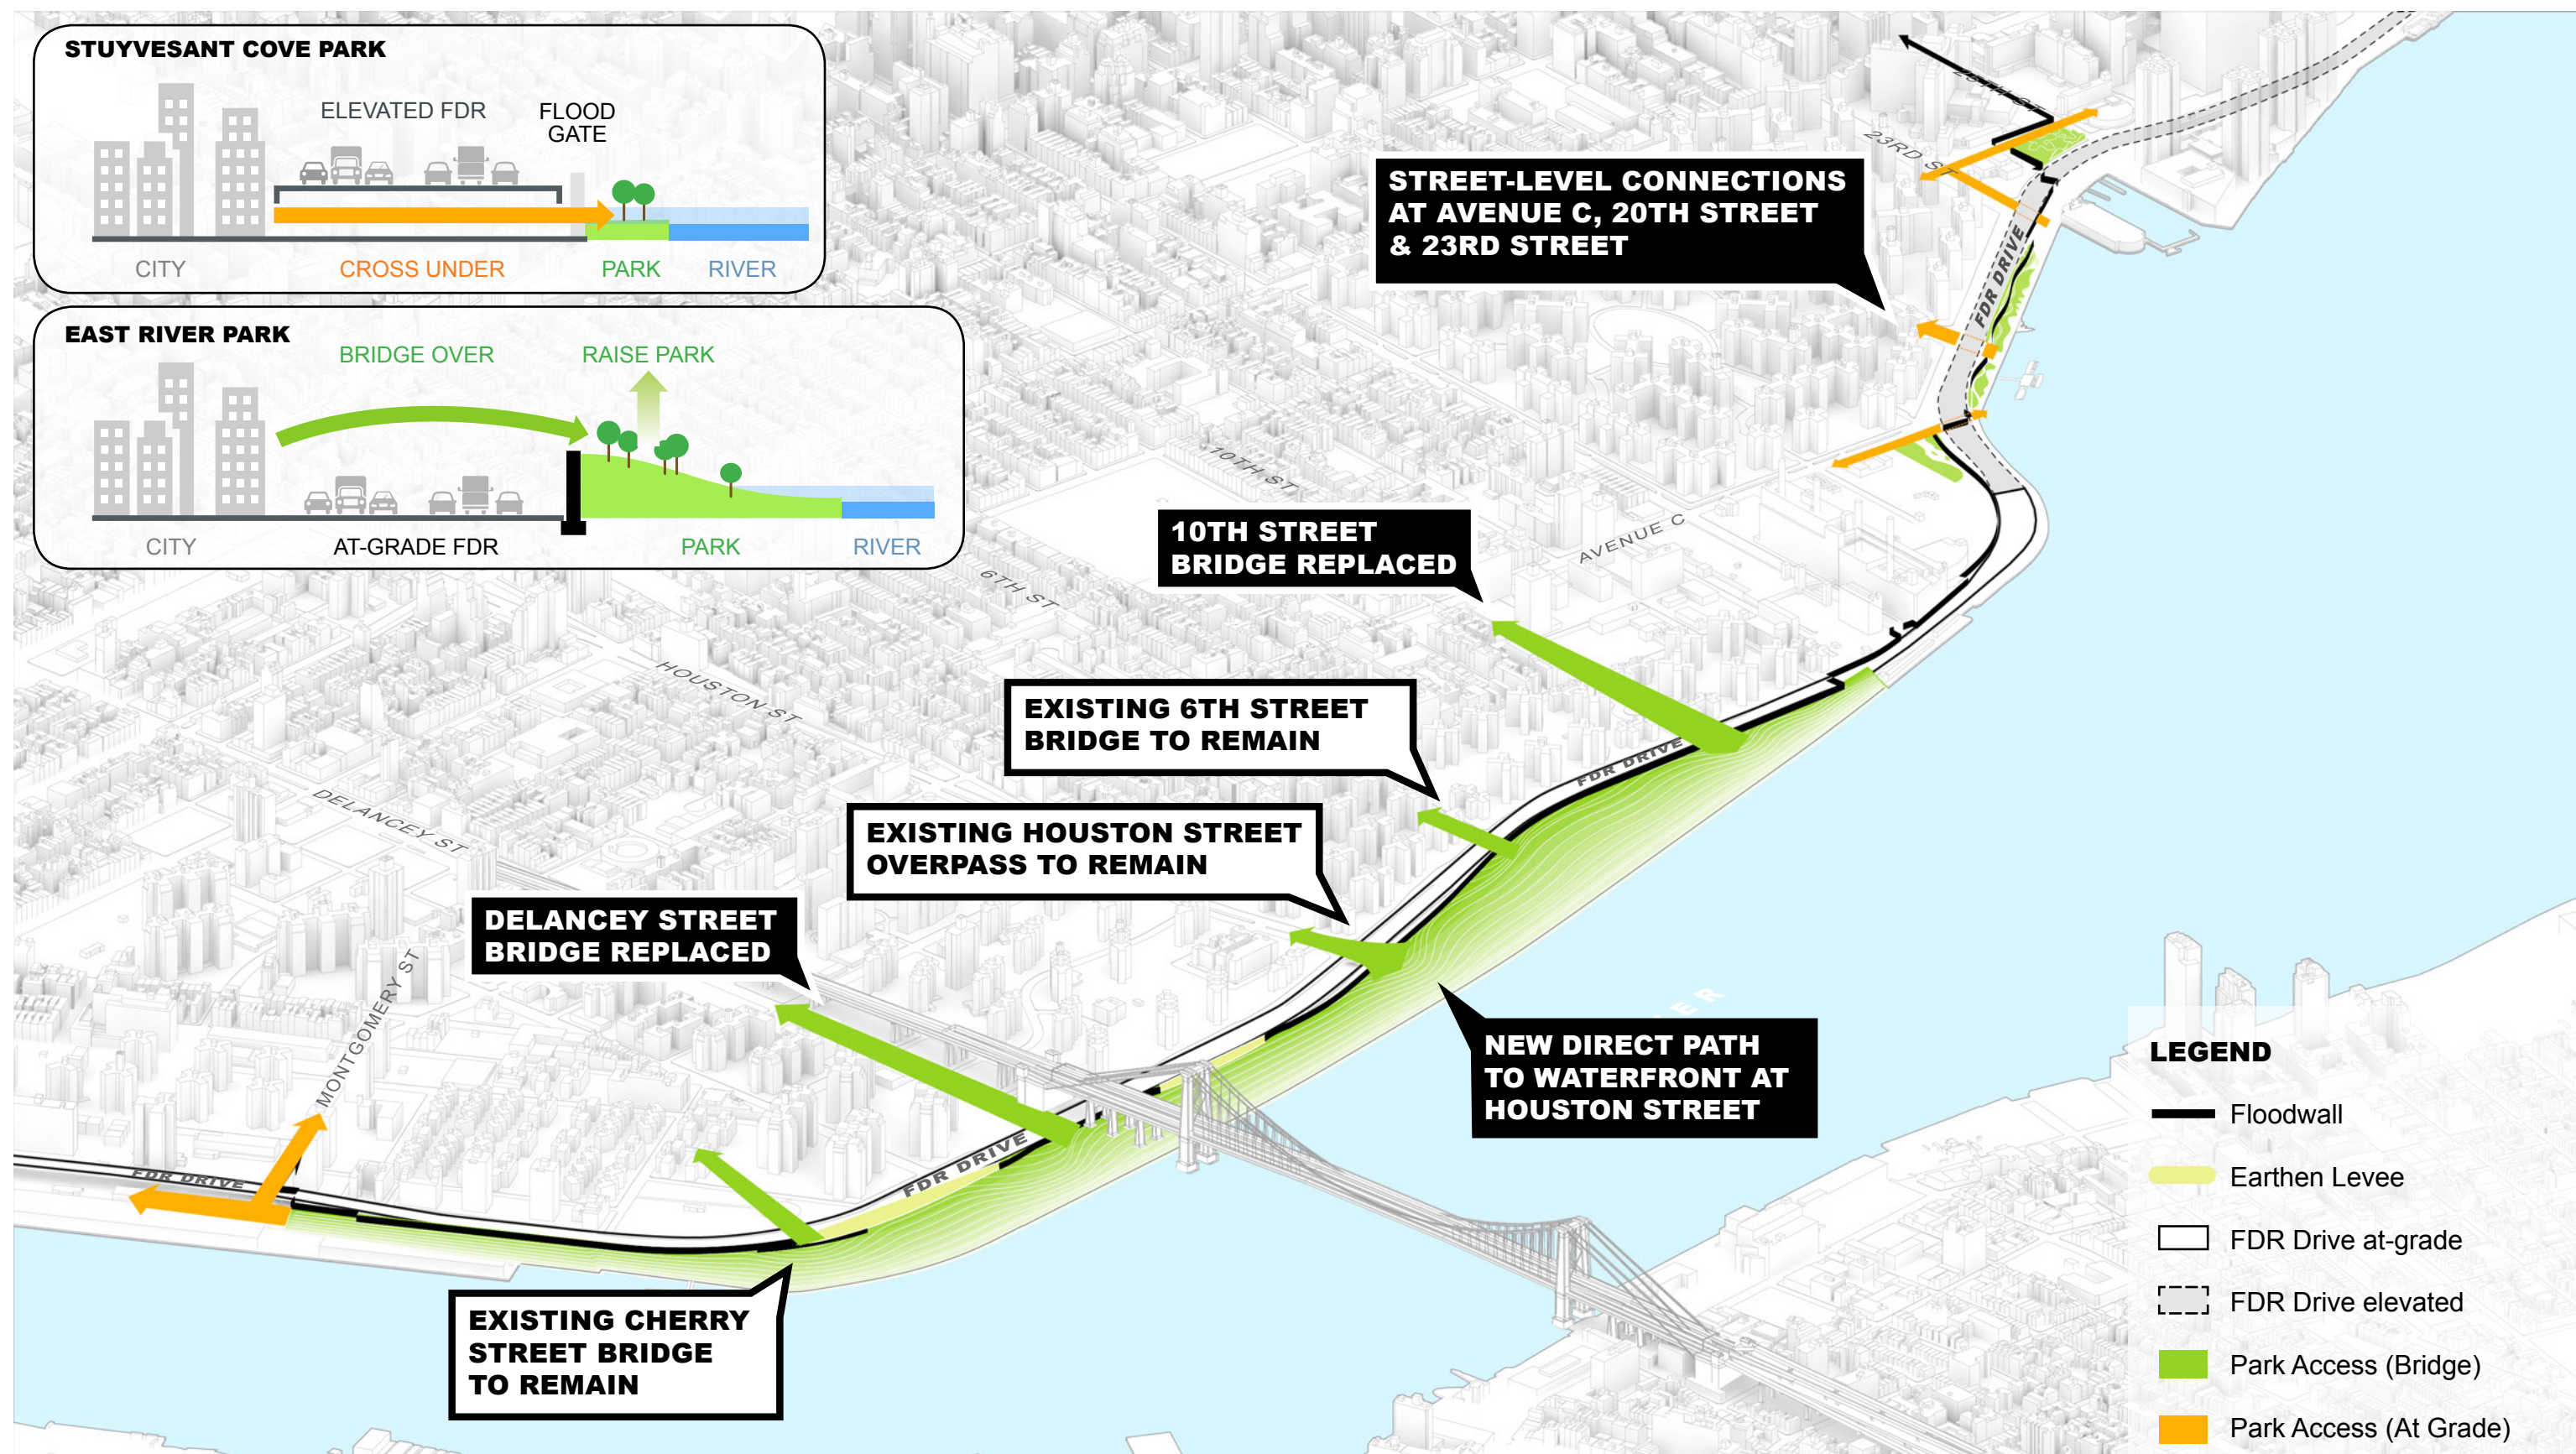 STUYVESANT COVE PARK
ELEVATED FDR
FLOOD
GATE
CITY
CROSS UNDER
PARK
RIVER
EAST RIVER PARK
BRIDGE OVER
RAISE PARK
CITY
AT-GRADE FDR
PARK
RIVER
25TH ST
23RD ST
STREET-LEVEL CONNECTIONS
AT AVENUE C, 20TH STREET
& 23RD STREET
FDR DRIVE
10TH ST
AVENUE C
10TH STREET
BRIDGE REPLACED
6TH ST
HOUSTON ST
EXISTING 6TH STREET
BRIDGE TO REMAIN
FDR DRIVE
EXISTING HOUSTON STREET
OVERPASS TO REMAIN
DELANCEY ST
DELANCEY STREET
BRIDGE REPLACED
MONTGOMERY ST
NEW DIRECT PATH
TO WATERFRONT AT
HOUSTON STREET
FDR DRIVE
FDR DRIVE
EXISTING CHERRY
STREET BRIDGE
TO REMAIN
LEGEND
Floodwall
Earthen Levee
FDR Drive at-grade
FDR Drive elevated
Park Access (Bridge)
Park Access (At Grade)